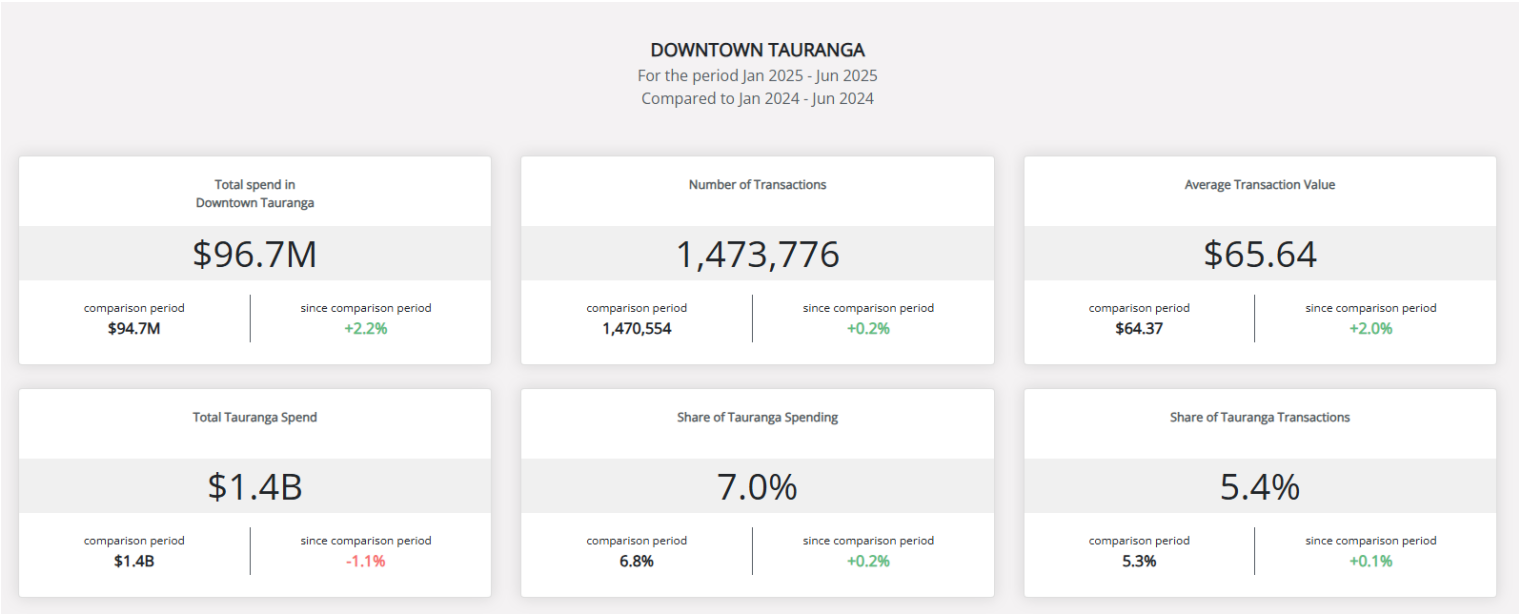 DOWNTOWN TAURANGA
For the period Jan 2025 - Jun 2025
Compared to Jan 2024 - Jun 2024
Total spend in
Downtown Tauranga
$96.7M
comparison period
$94.7M
since comparison period
+2.2%
Number of Transactions
1,473,776
comparison period
1,470,554
since comparison period
+0.2%
Average Transaction Value
$65.64
comparison period
$64.37
since comparison period
+2.0%
Total Tauranga Spend
$1.4B
comparison period
$1.4B
since comparison period
-1.1%
Share of Tauranga Spending
7.0%
comparison period
6.8%
since comparison period
+0.2%
Share of Tauranga Transactions
5.4%
comparison period
5.3%
since comparison period
+0.1%